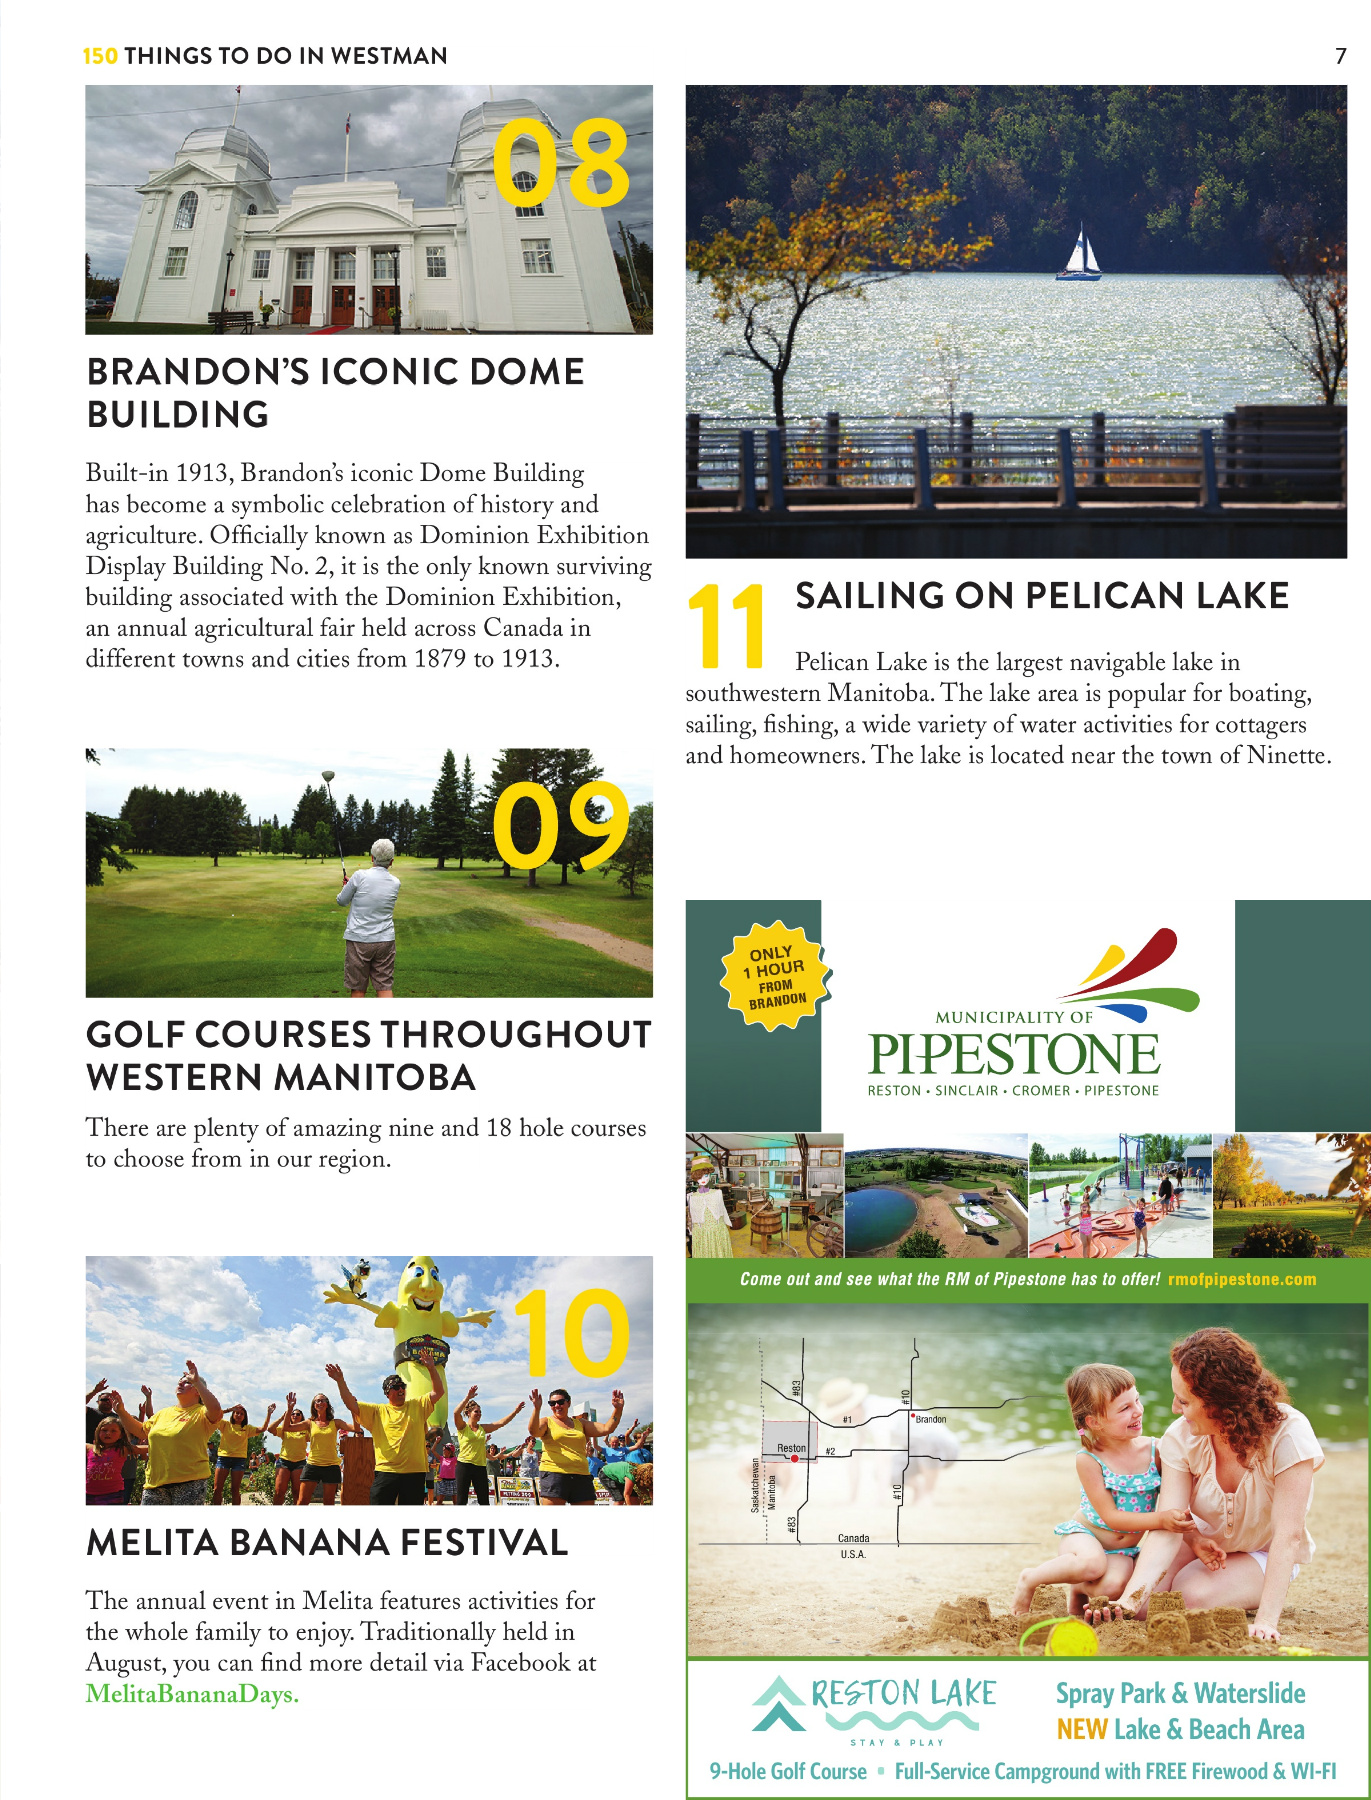 150 THINGS TO DO IN WESTMAN
7
08
BRANDON'S ICONIC DOME
BUILDING
Built-in 1913, Brandon's iconic Dome Building
has become a symbolic celebration of history and
agriculture. Officially known as Dominion Exhibition
Display Building No. 2, it is the only known surviving
building associated with the Dominion Exhibition,
an annual agricultural fair held across Canada in
different towns and cities from 1879 to 1913.
09
GOLF COURSES THROUGHOUT
WESTERN MANITOBA
There are plenty of amazing nine and 18 hole courses
to choose from in our region.
10
MELITA BANANA FESTIVAL
The annual event in Melita features activities for
the whole family to enjoy. Traditionally held in
August, you can find more detail via Facebook at
MelitaBananaDays.
11 SAILING ON PELICAN LAKE
Pelican Lake is the largest navigable lake in
southwestern Manitoba. The lake area is popular for boating,
sailing, fishing, a wide variety of water activities for cottagers
and homeowners. The lake is located near the town of Ninette.
ONLY
1 HOUR
FROM
BRANDON
MUNICIPALITY OF
PIPESTONE
RESTON • SINCLAIR • CROMER • PIPESTONE
Come out and see what the RM of Pipestone has to offer! rmofpipestone.com
#83
#10
#1
Brandon
Reston
#2
Saskatchewan
Manitoba
#10
#83
Canada
U.S.A.
RESTON LAKE
STAY & PLAY
Spray Park & Waterslide
NEW Lake & Beach Area
9-Hole Golf Course • Full-Service Campground with FREE Firewood & WI-FI